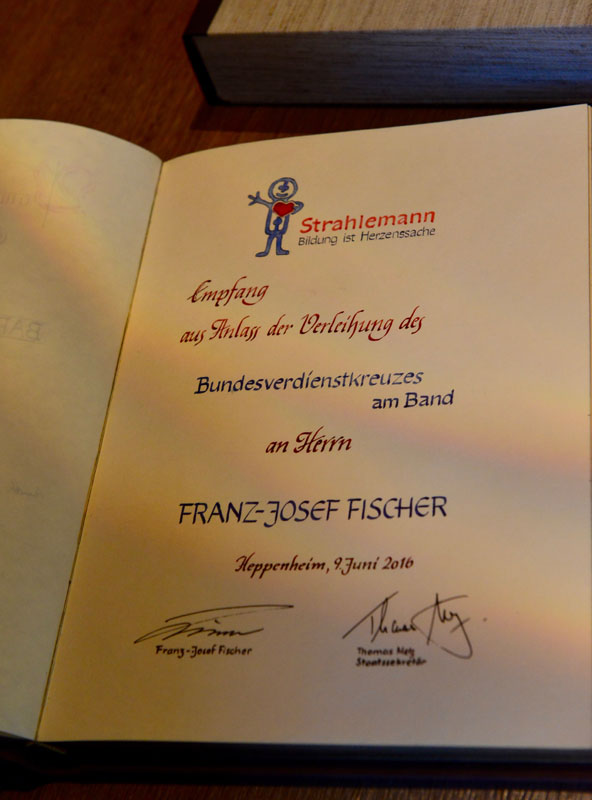 Strahlemann
Bildung ist Herzenssache
Empfang
aus Anlass der Verleihung des
Bundesverdienstkreuzes
am Band
an Herrn
FRANZ-JOSEF FISCHER
Heppenheim, 9. Juni 2016
Franz-Josef Fischer
Thomas Metz
Staatssekretär